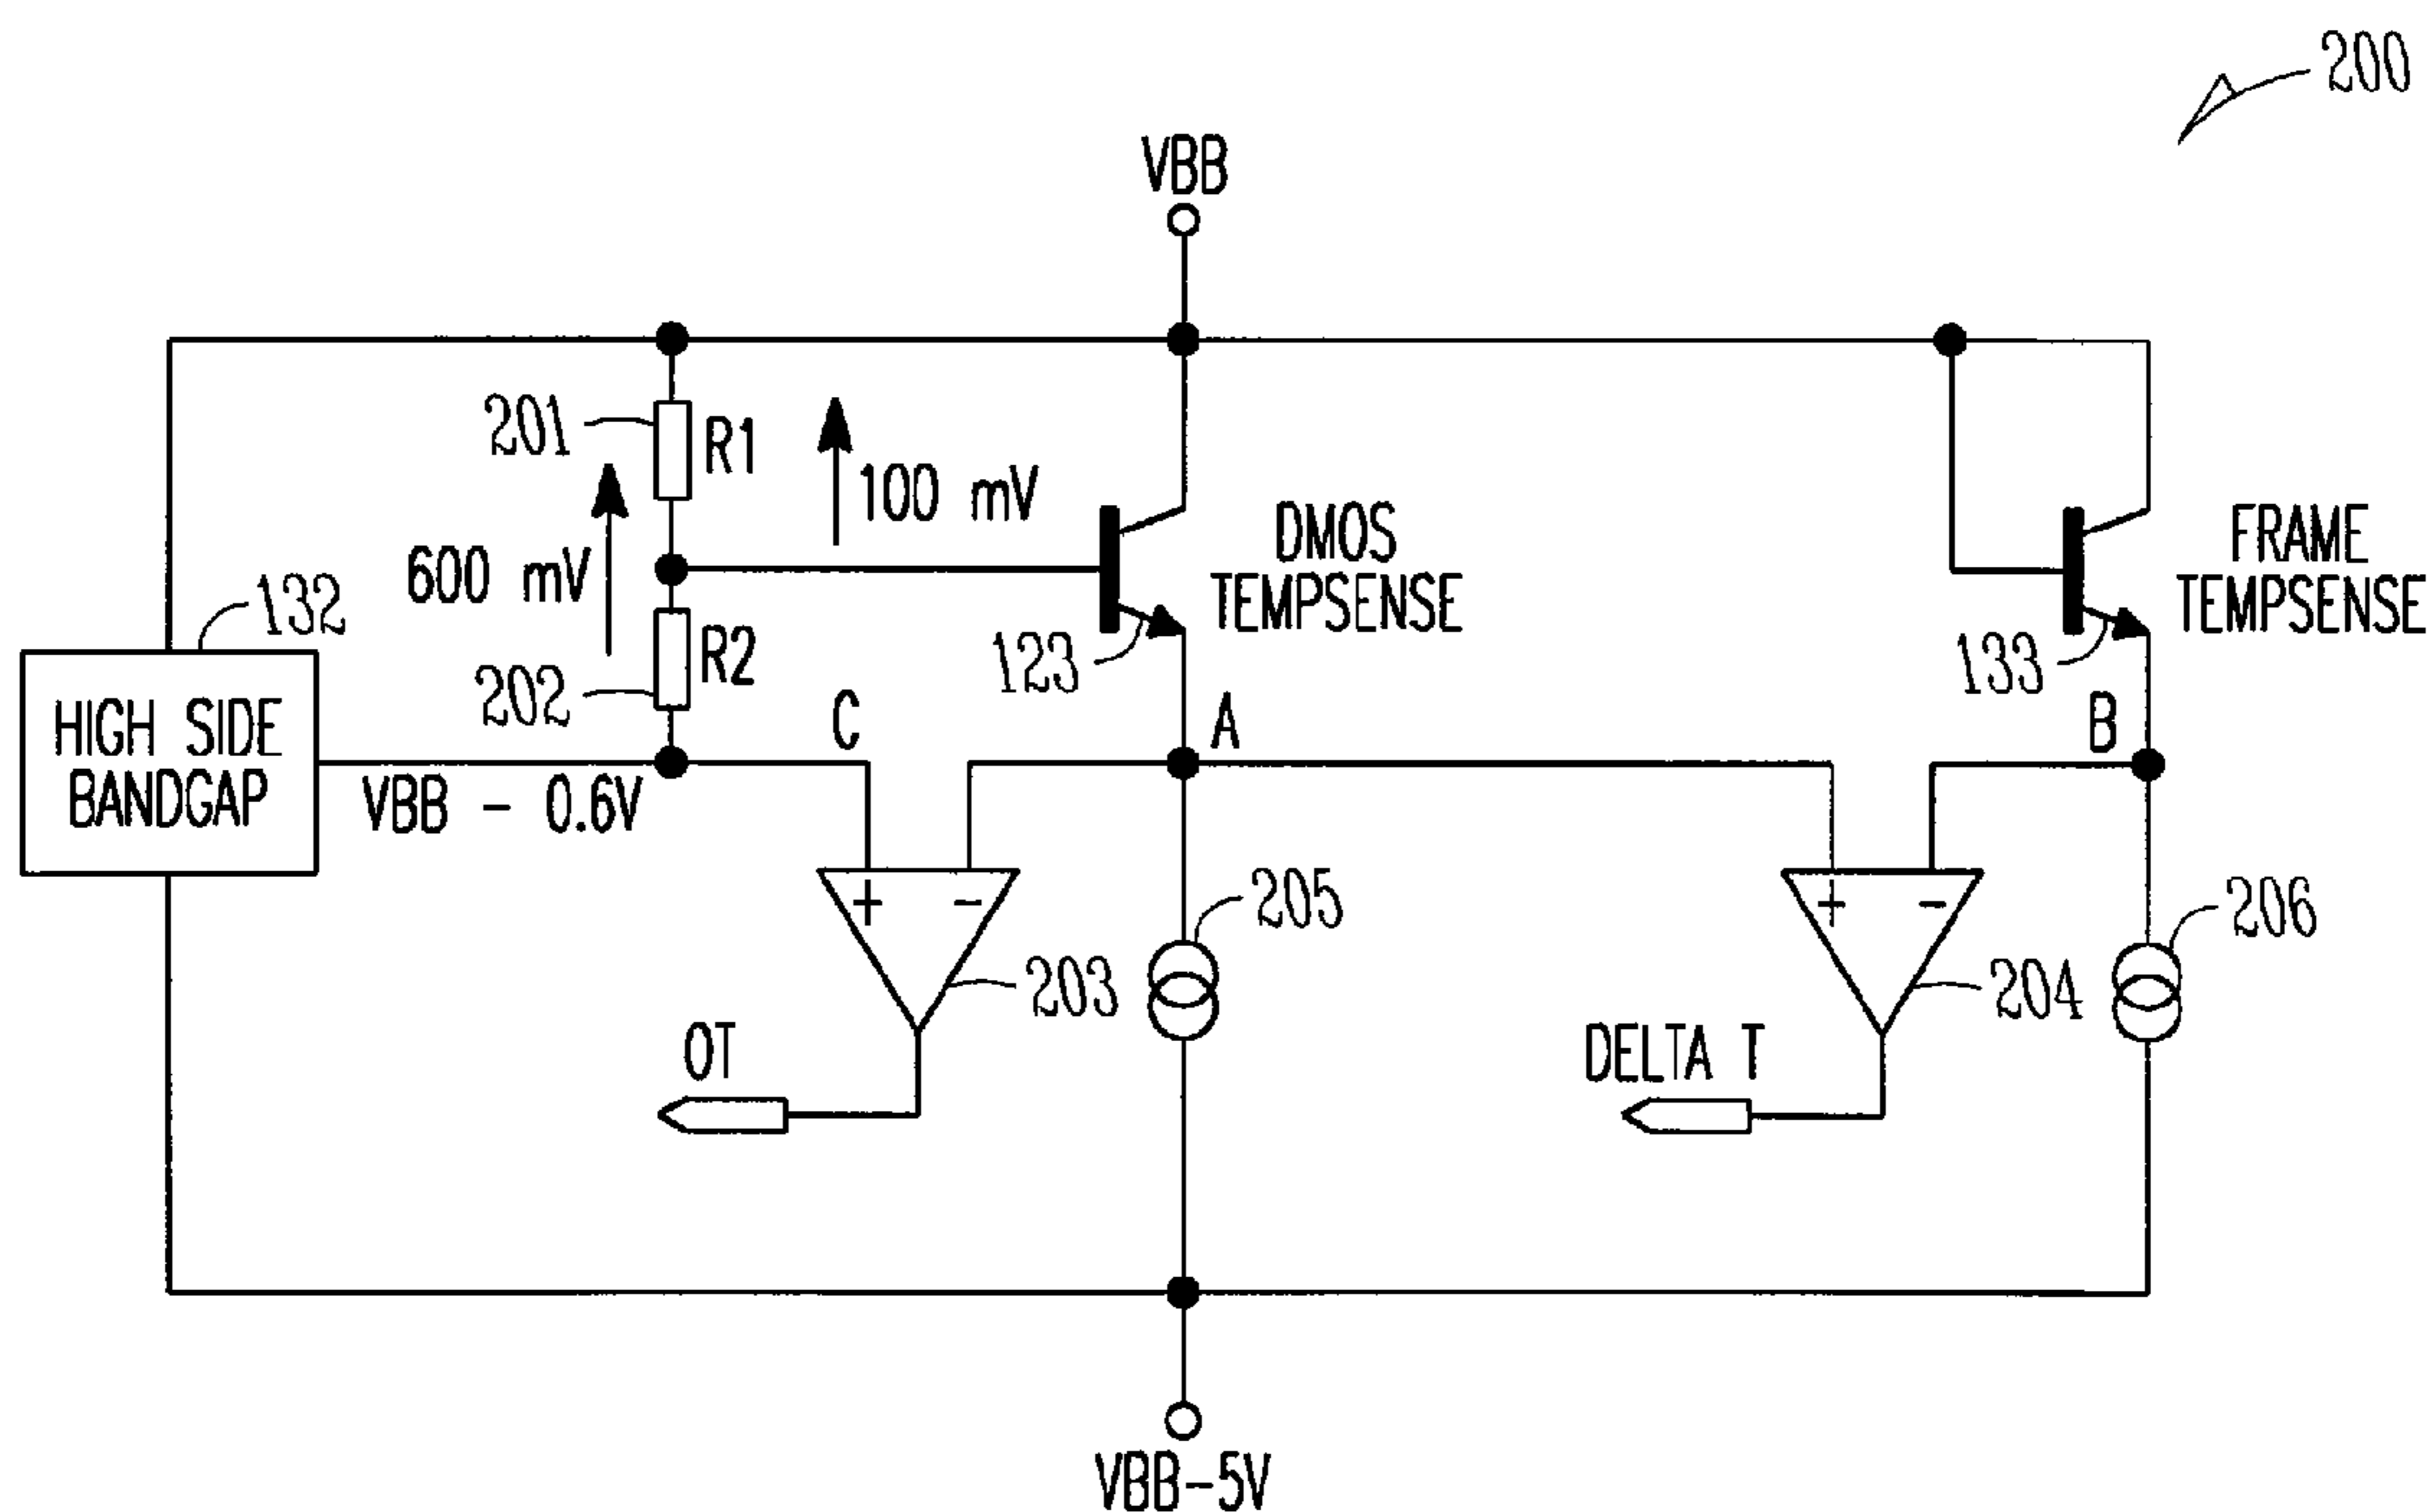 200
VBB
201
R1
100 mV
600 mV
DMOS
TEMPSENSE
FRAME
TEMPSENSE
132
R2
202
123
133
C
A
B
HIGH SIDE
BANDGAP
VBB - 0.6V
+
-
+
-
205
206
203
204
OT
DELTA T
VBB-5V